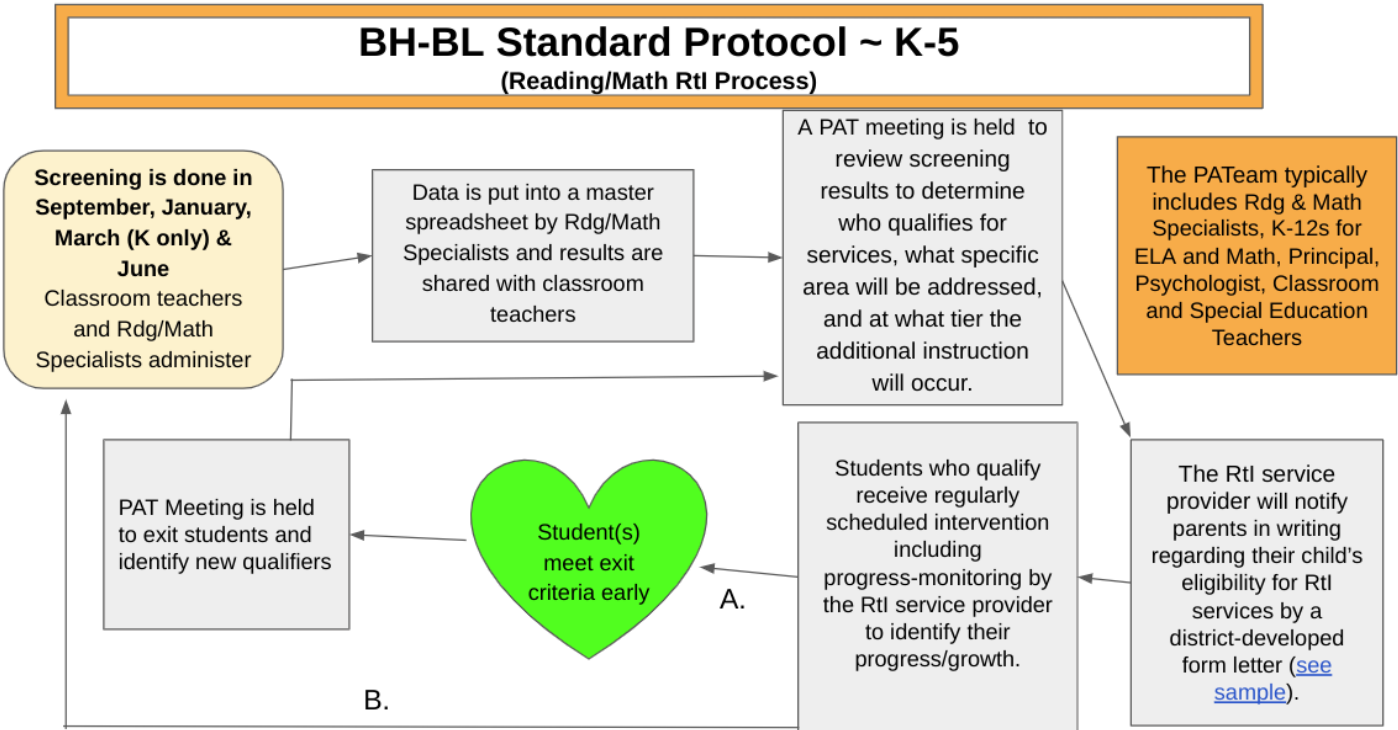 BH-BL Standard Protocol ~ K-5
(Reading/Math RtI Process)
Screening is done in
September, January,
March (K only) &
June
Classroom teachers
and Rdg/Math
Specialists administer
Data is put into a master
spreadsheet by Rdg/Math
Specialists and results are
shared with classroom
teachers
A PAT meeting is held to
review screening
results to determine
who qualifies for
services, what specific
area will be addressed,
and at what tier the
additional instruction
will occur.
The PATeam typically
includes Rdg & Math
Specialists, K-12s for
ELA and Math, Principal,
Psychologist, Classroom
and Special Education
Teachers
PAT Meeting is held
to exit students and
identify new qualifiers
Student(s)
meet exit
criteria early
A.
Students who qualify
receive regularly
scheduled intervention
including
progress-monitoring by
the RtI service provider
to identify their
progress/growth.
The RtI service
provider will notify
parents in writing
regarding their child’s
eligibility for RtI
services by a
district-developed
form letter (see
sample).
B.